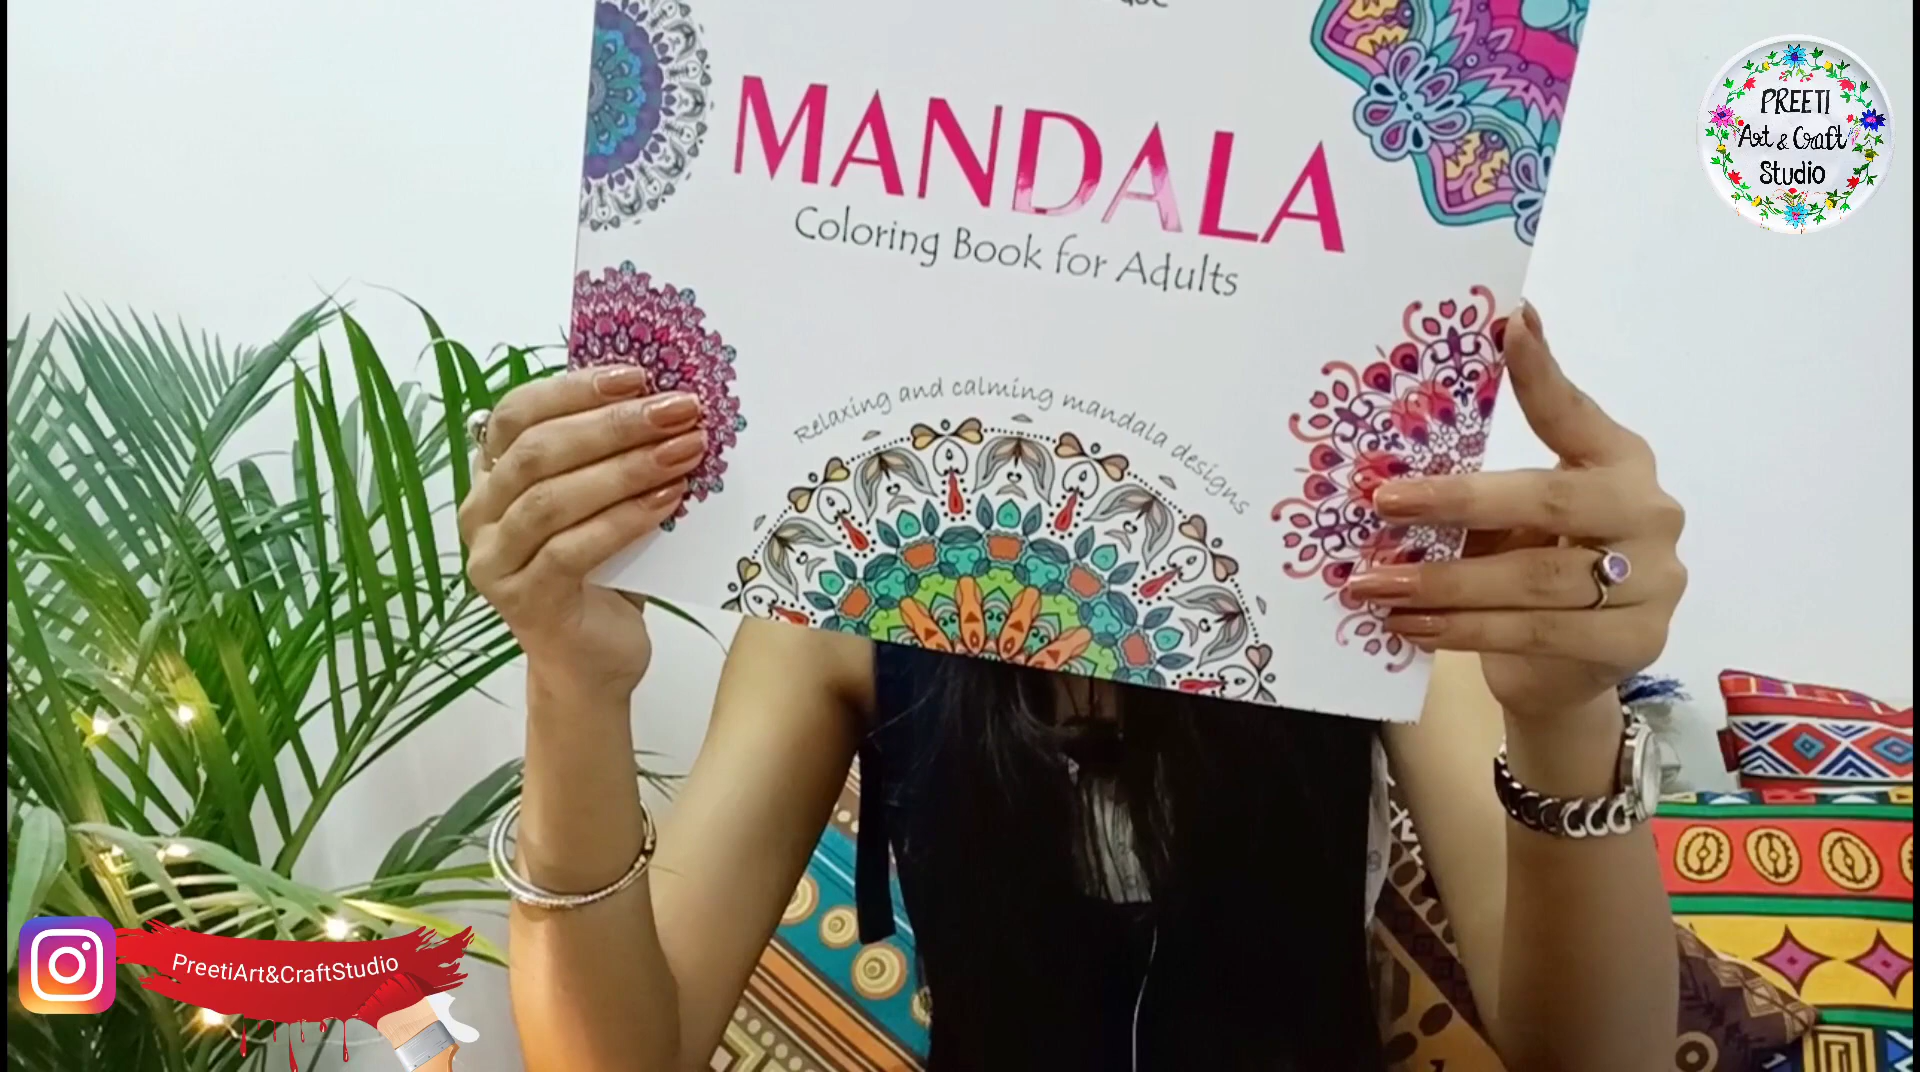 MANDALA
Coloring Book for Adults
Relaxing and calming mandala designs
PREETI
Art & Craft
Studio
PreetiArt&CraftStudio